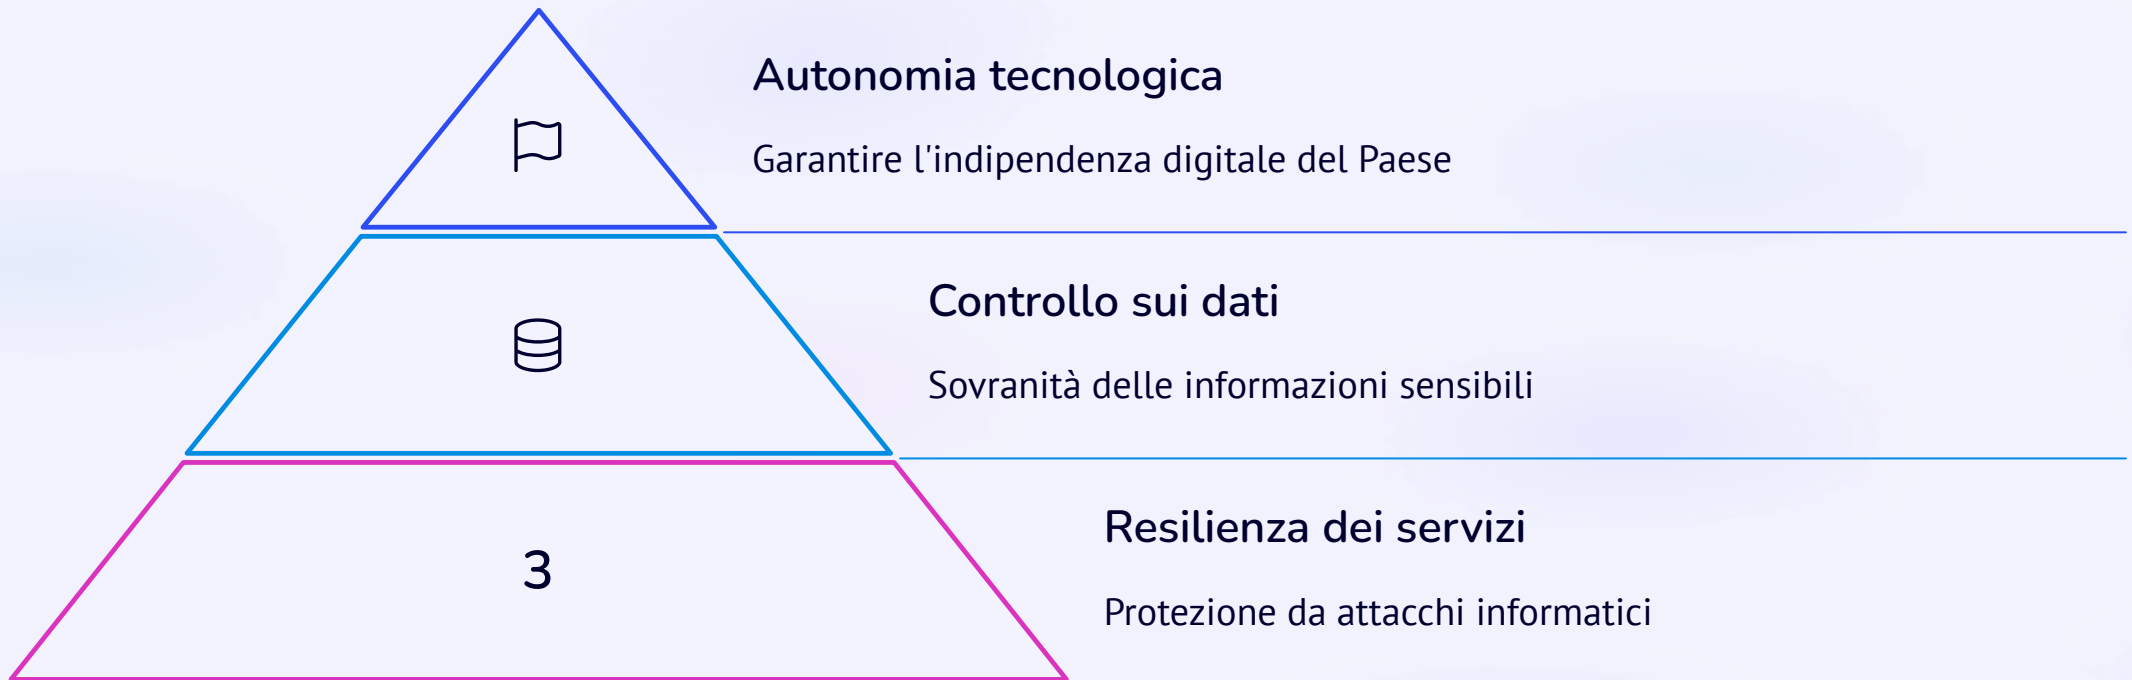 Autonomia tecnologica
Garantire l'indipendenza digitale del Paese
Controllo sui dati
Sovranità delle informazioni sensibili
3
Resilienza dei servizi
Protezione da attacchi informatici